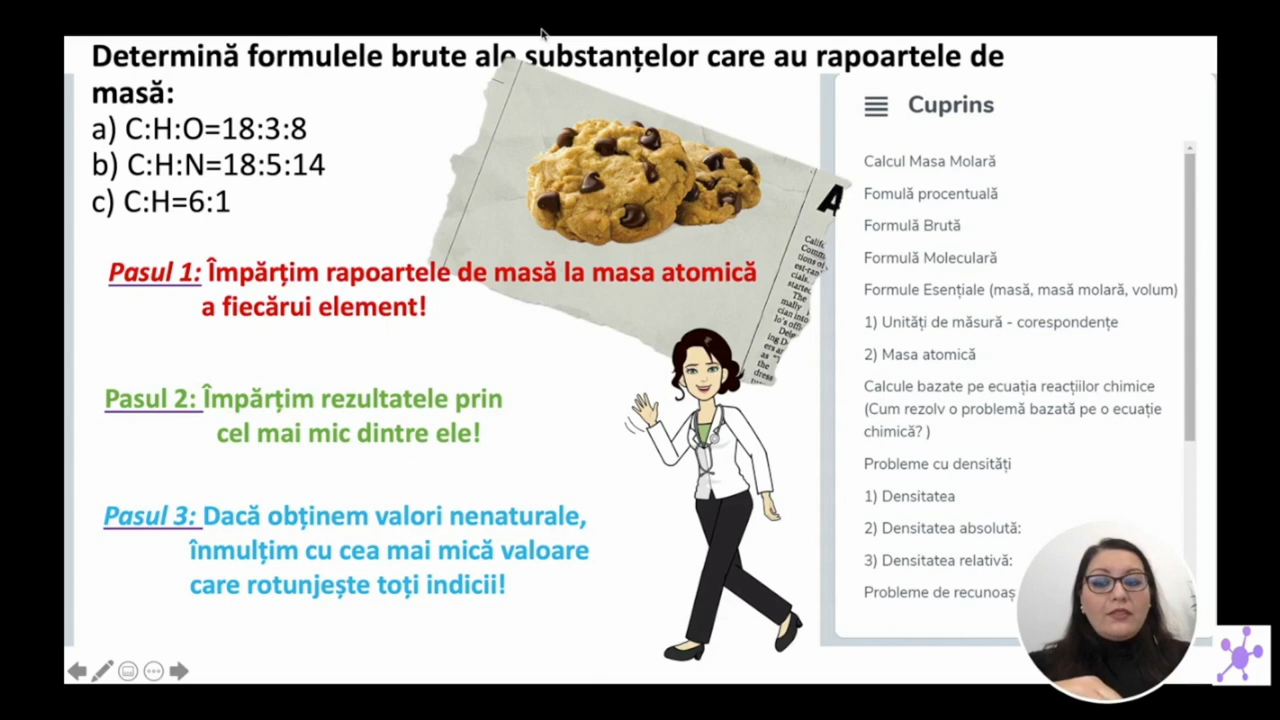 Determină formulele brute ale substanțelor care au rapoartele de
masă:
a) C:H:O=18:3:8
b) C:H:N=18:5:14
c) C:H=6:1
Pasul 1: Împărțim rapoartele de masă la masa atomică
a fiecărui element!
Pasul 2: Împărțim rezultatele prin
cel mai mic dintre ele!
Pasul 3: Dacă obținem valori nenaturale,
înmulțim cu cea mai mică valoare
care rotunjește toți indicii!
A
The
as
the
dress
Cuprins
Calcul Masa Molară
Fomulă procentuală
Formulă Brută
Formulă Moleculară
Formule Esențiale (masă, masă molară, volum)
1) Unități de măsură - corespondențe
2) Masa atomică
Calcule bazate pe ecuația reacțiilor chimice
(Cum rezolv o problemă bazată pe o ecuație
chimică? )
Probleme cu densități
1) Densitatea
2) Densitatea absolută:
3) Densitatea relativă:
Probleme de recunoaș